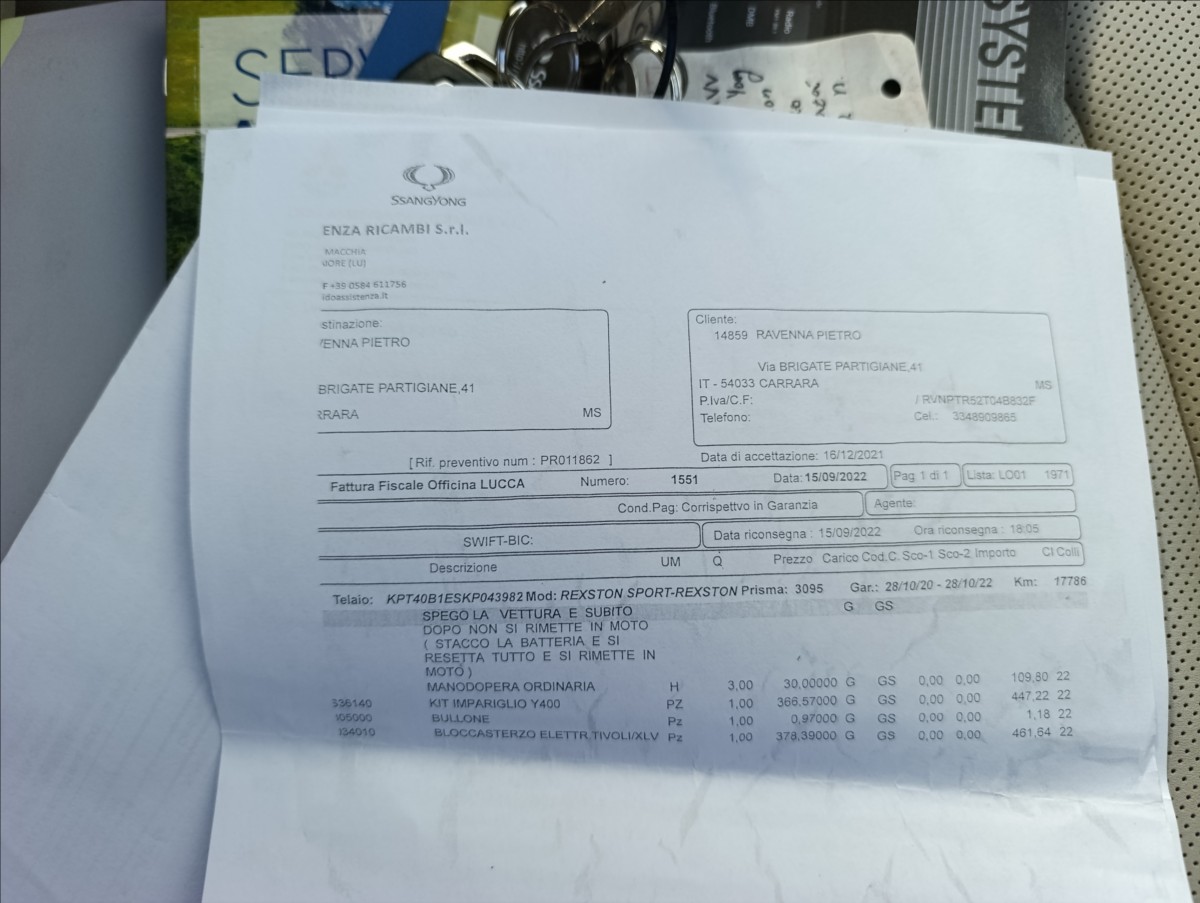 SERV
SYSTEM
SSANGYONG
ENZA RICAMBI S.r.l.
MACCHIA
IORE [LU]
F +39 0584 611756
idoassistenza.it
stinazione:
ENNA PIETRO
BRIGATE PARTIGIANE,41
RRARA MS
Cliente:
14859 RAVENNA PIETRO
Via BRIGATE PARTIGIANE,41
IT - 54033 CARRARA MS
P.Iva/C.F: / RVNPTR52T04B832F
Telefono: Cel.: 3348909865
[ Rif. preventivo num : PR011862 ] Data di accettazione: 16/12/2021
Fattura Fiscale Officina LUCCA Numero: 1551 Data: 15/09/2022 Pag 1 di 1 Lista: LO01 1971
Cond.Pag: Corrispettvo in Garanzia Agente:
SWIFT-BIC: Data riconsegna : 15/09/2022 Ora riconsegna : 18:05
Descrizione UM Q Prezzo Carico Cod.C. Sco-1 Sco-2 Importo CI Colli
Telaio: KPT40B1ESKP043982 Mod: REXSTON SPORT-REXSTON Prisma: 3095 Gar.: 28/10/20 - 28/10/22 Km: 17786
SPEGO LA VETTURA E SUBITO G GS
DOPO NON SI RIMETTE IN MOTO
( STACCO LA BATTERIA E SI
RESETTA TUTTO E SI RIMETTE IN
MOTO )
MANODOPERA ORDINARIA H 3,00 30,00000 G GS 0,00 0,00 109,80 22
336140 KIT IMPARIGLIO Y400 PZ 1,00 366,57000 G GS 0,00 0,00 447,22 22
105000 BULLONE Pz 1,00 0,97000 G GS 0,00 0,00 1,18 22
134010 BLOCCASTERZO ELETTR.TIVOLI/XLV Pz 1,00 378,39000 G GS 0,00 0,00 461,64 22